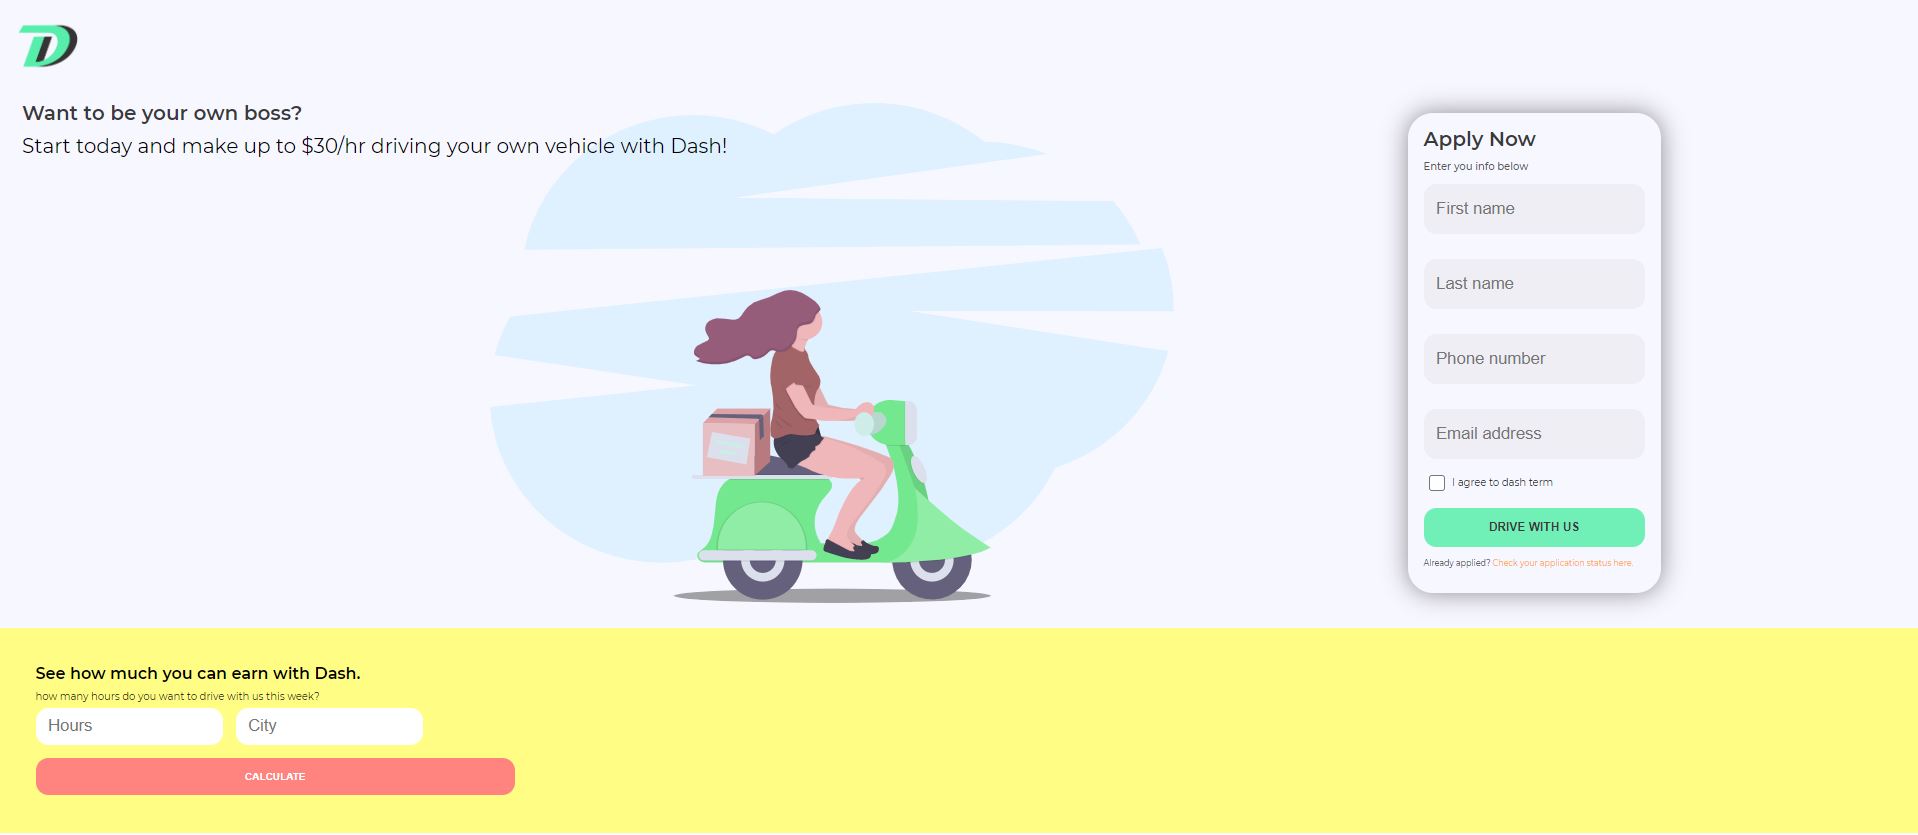 D
Want to be your own boss?
Start today and make up to $30/hr driving your own vehicle with Dash!
Apply Now
Enter you info below
First name
Last name
Phone number
Email address
I agree to dash term
DRIVE WITH US
Already applied? Check your application status here.
See how much you can earn with Dash.
how many hours do you want to drive with us this week?
Hours City
CALCULATE